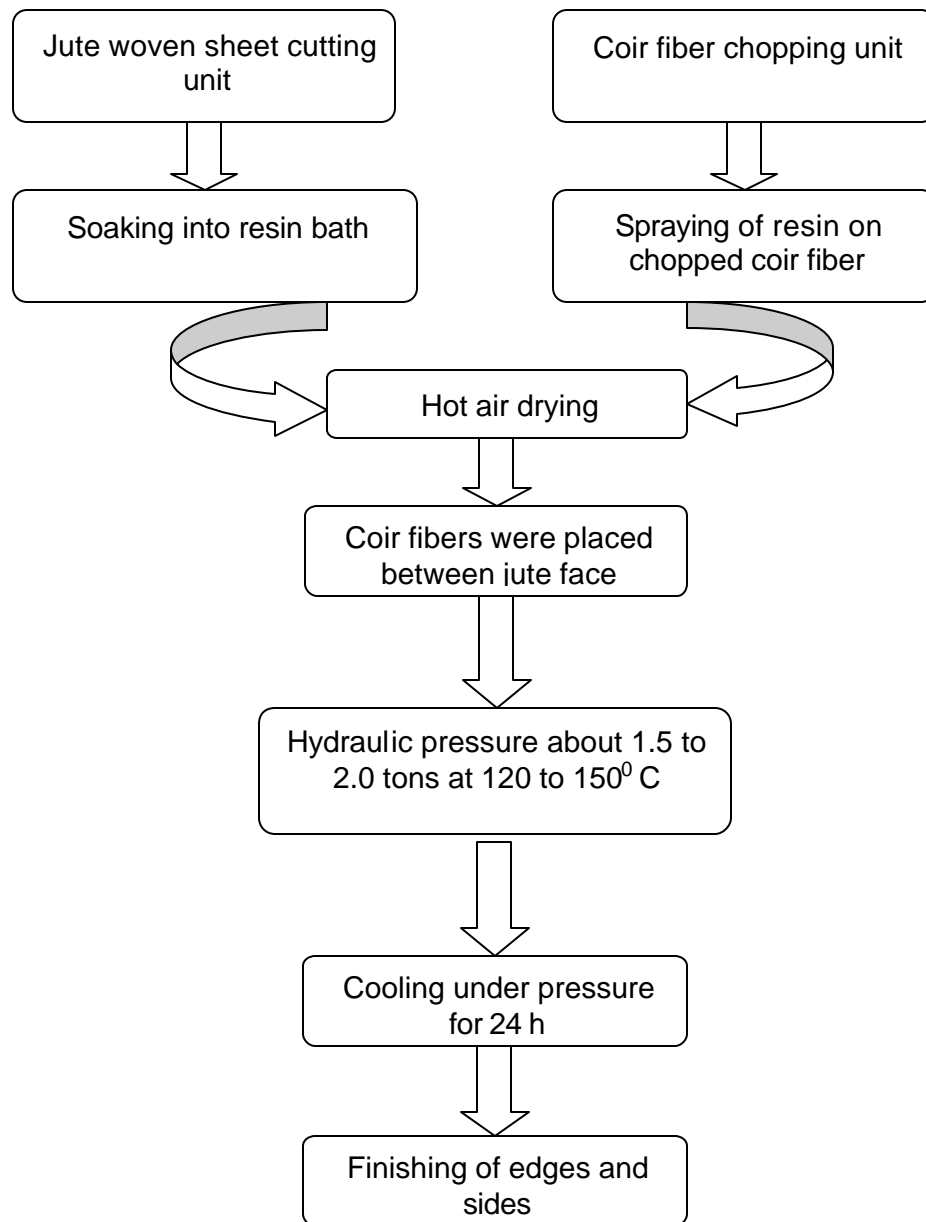 Jute woven sheet cutting
unit
Coir fiber chopping unit
Soaking into resin bath
Spraying of resin on
chopped coir fiber
Hot air drying
Coir fibers were placed
between jute face
Hydraulic pressure about 1.5 to
2.0 tons at 120 to 150⁰ C
Cooling under pressure
for 24 h
Finishing of edges and
sides